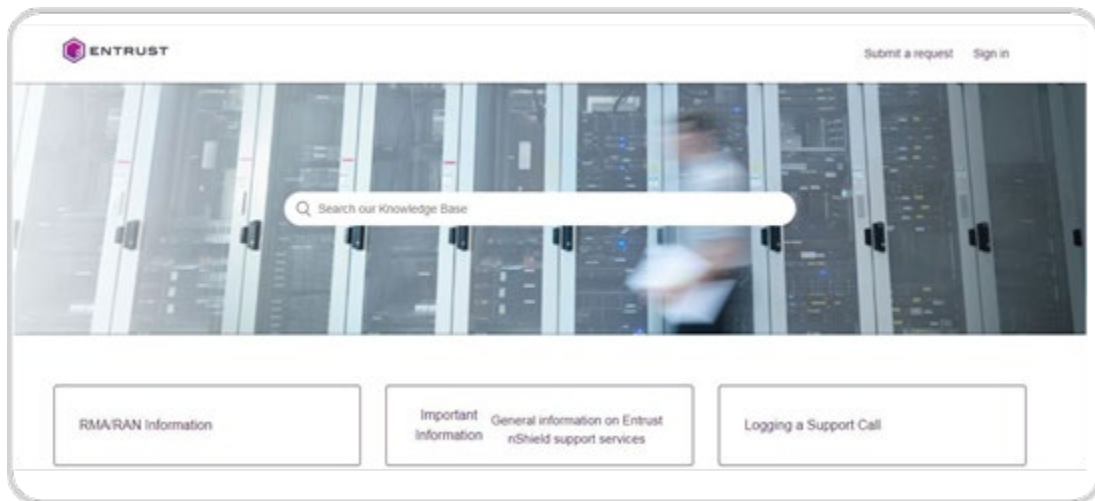 ENTRUST
Submit a request
Sign in
Search our Knowledge Base
RMA/RAN Information
Important
Information
General information on Entrust
nShield support services
Logging a Support Call